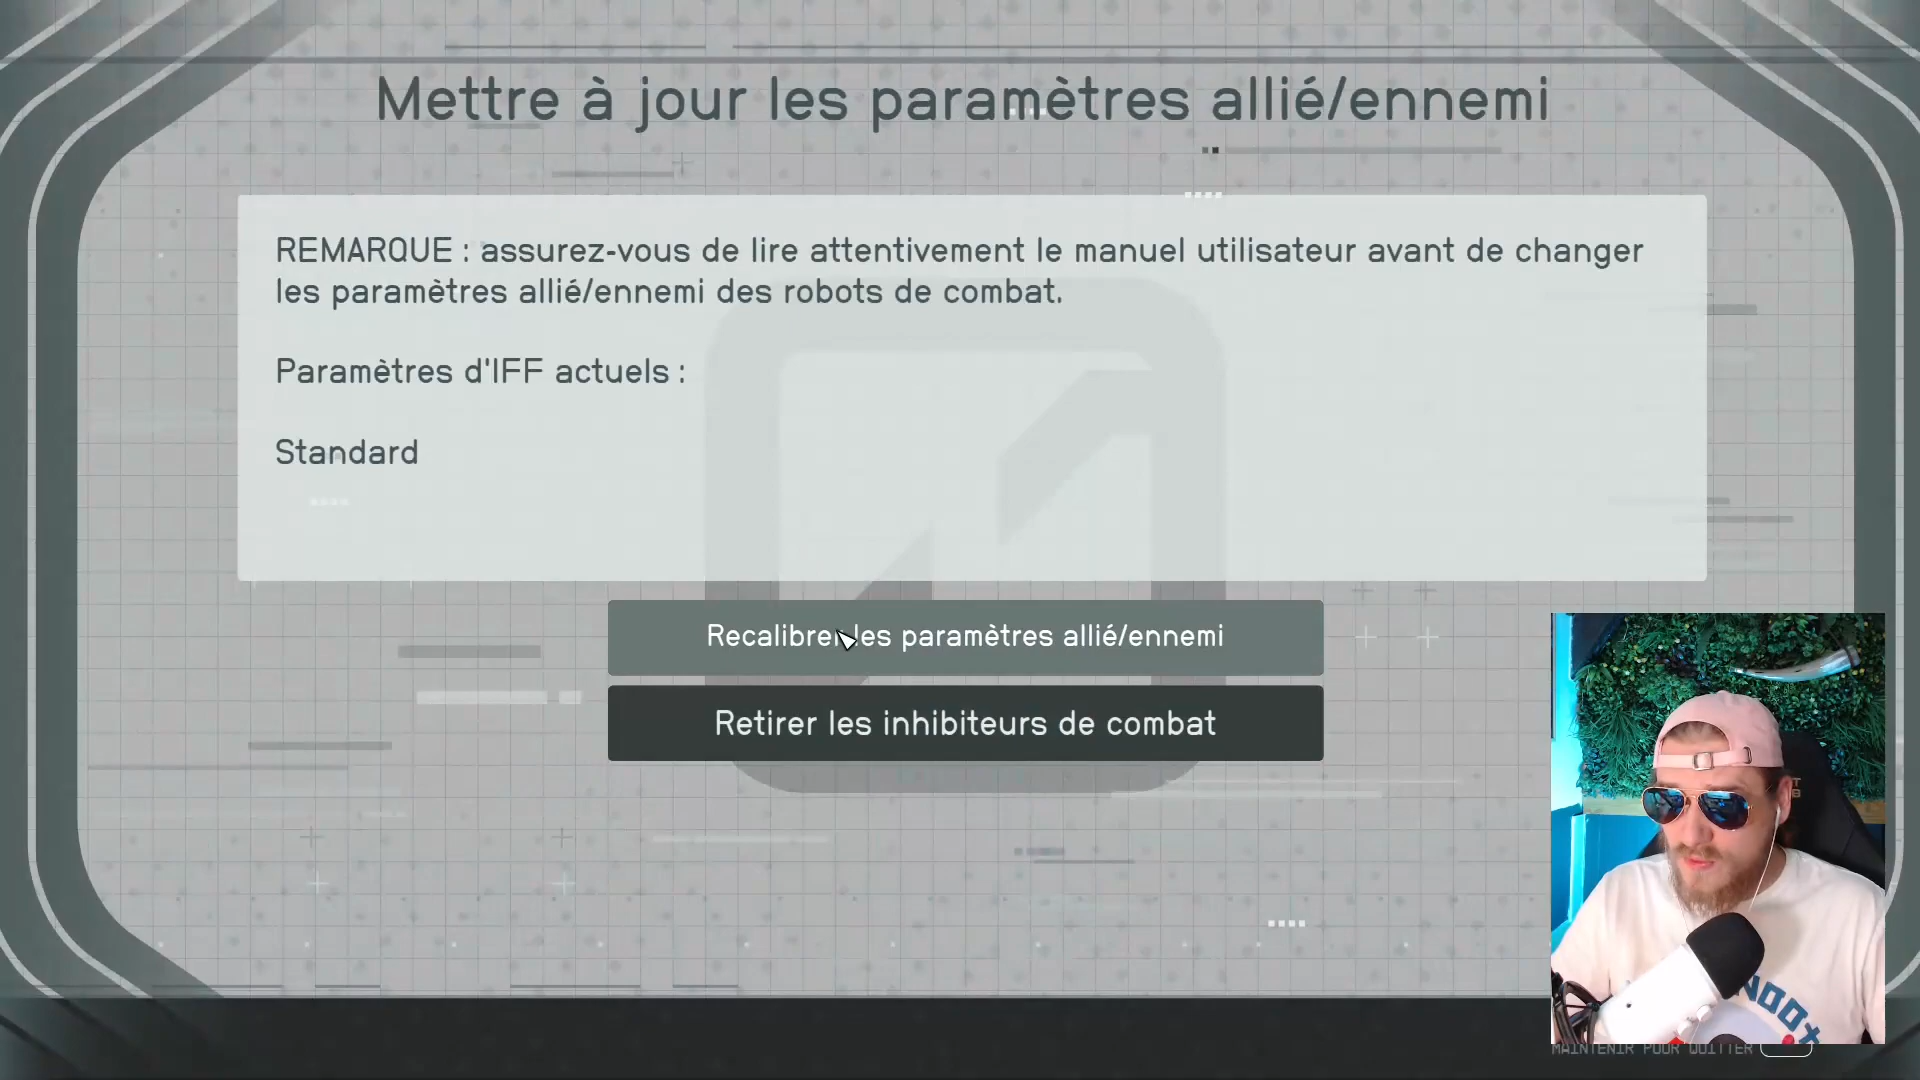 Mettre à jour les paramètres allié/ennemi
REMARQUE : assurez-vous de lire attentivement le manuel utilisateur avant de changer
les paramètres allié/ennemi des robots de combat.
Paramètres d'IFF actuels :
Standard
Recalibrer les paramètres allié/ennemi
Retirer les inhibiteurs de combat
NOOT
MAINTENIR POUR QUITTER